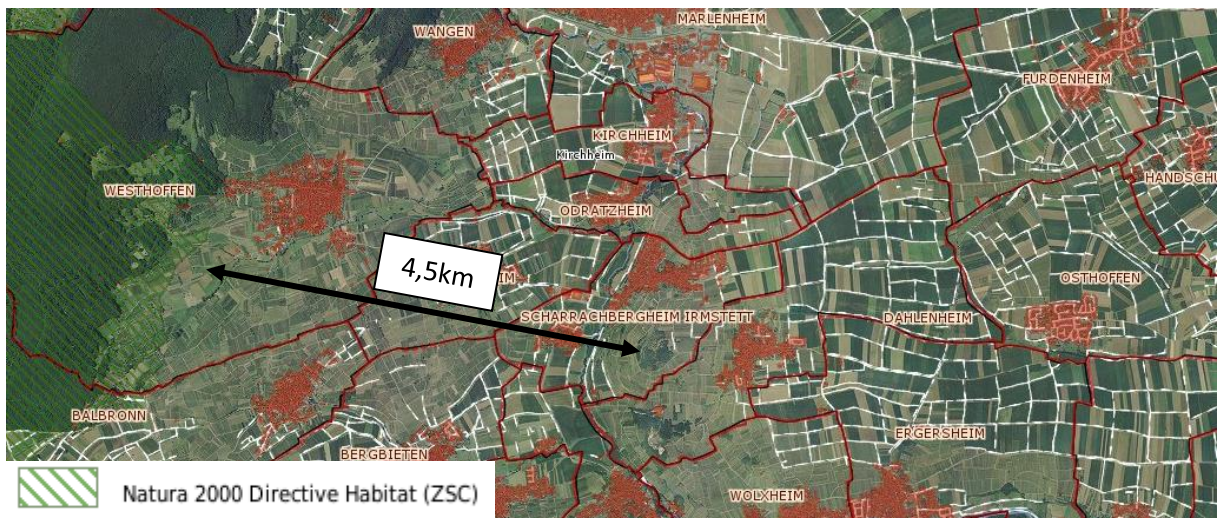 MARLENHEIM
WANGEN
FURDENHEIM
KIRCHHEIM
Kirchheim
HANDSCHU
WESTHOFFEN
ODRATZHEIM
4,5km
IM
OSTHOFFEN
SCHARRACHBERGHEIM IRMSTETT
DAHLENHEIM
BALBRONN
ERGERSHEIM
BERGBIETEN
Natura 2000 Directive Habitat (ZSC)
WOLXHEIM